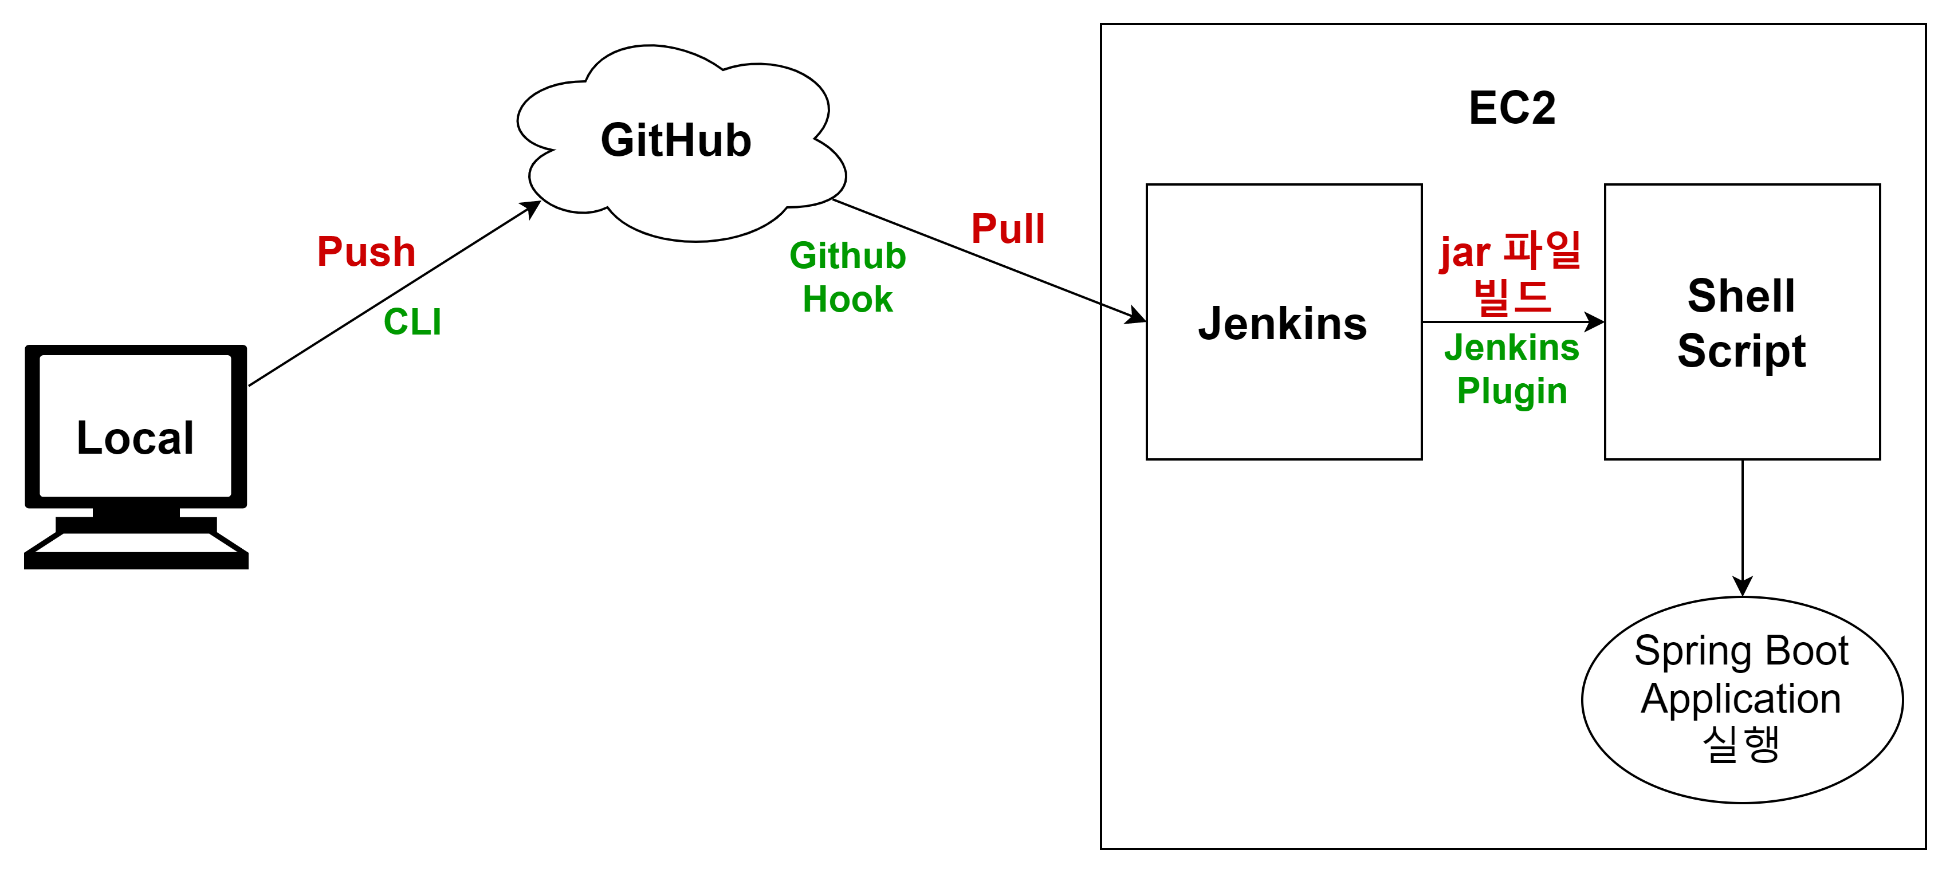 Local
Push
CLI
GitHub
Github
Hook
Pull
EC2
Jenkins
jar 파일
빌드
Jenkins
Plugin
Shell
Script
Spring Boot
Application
실행